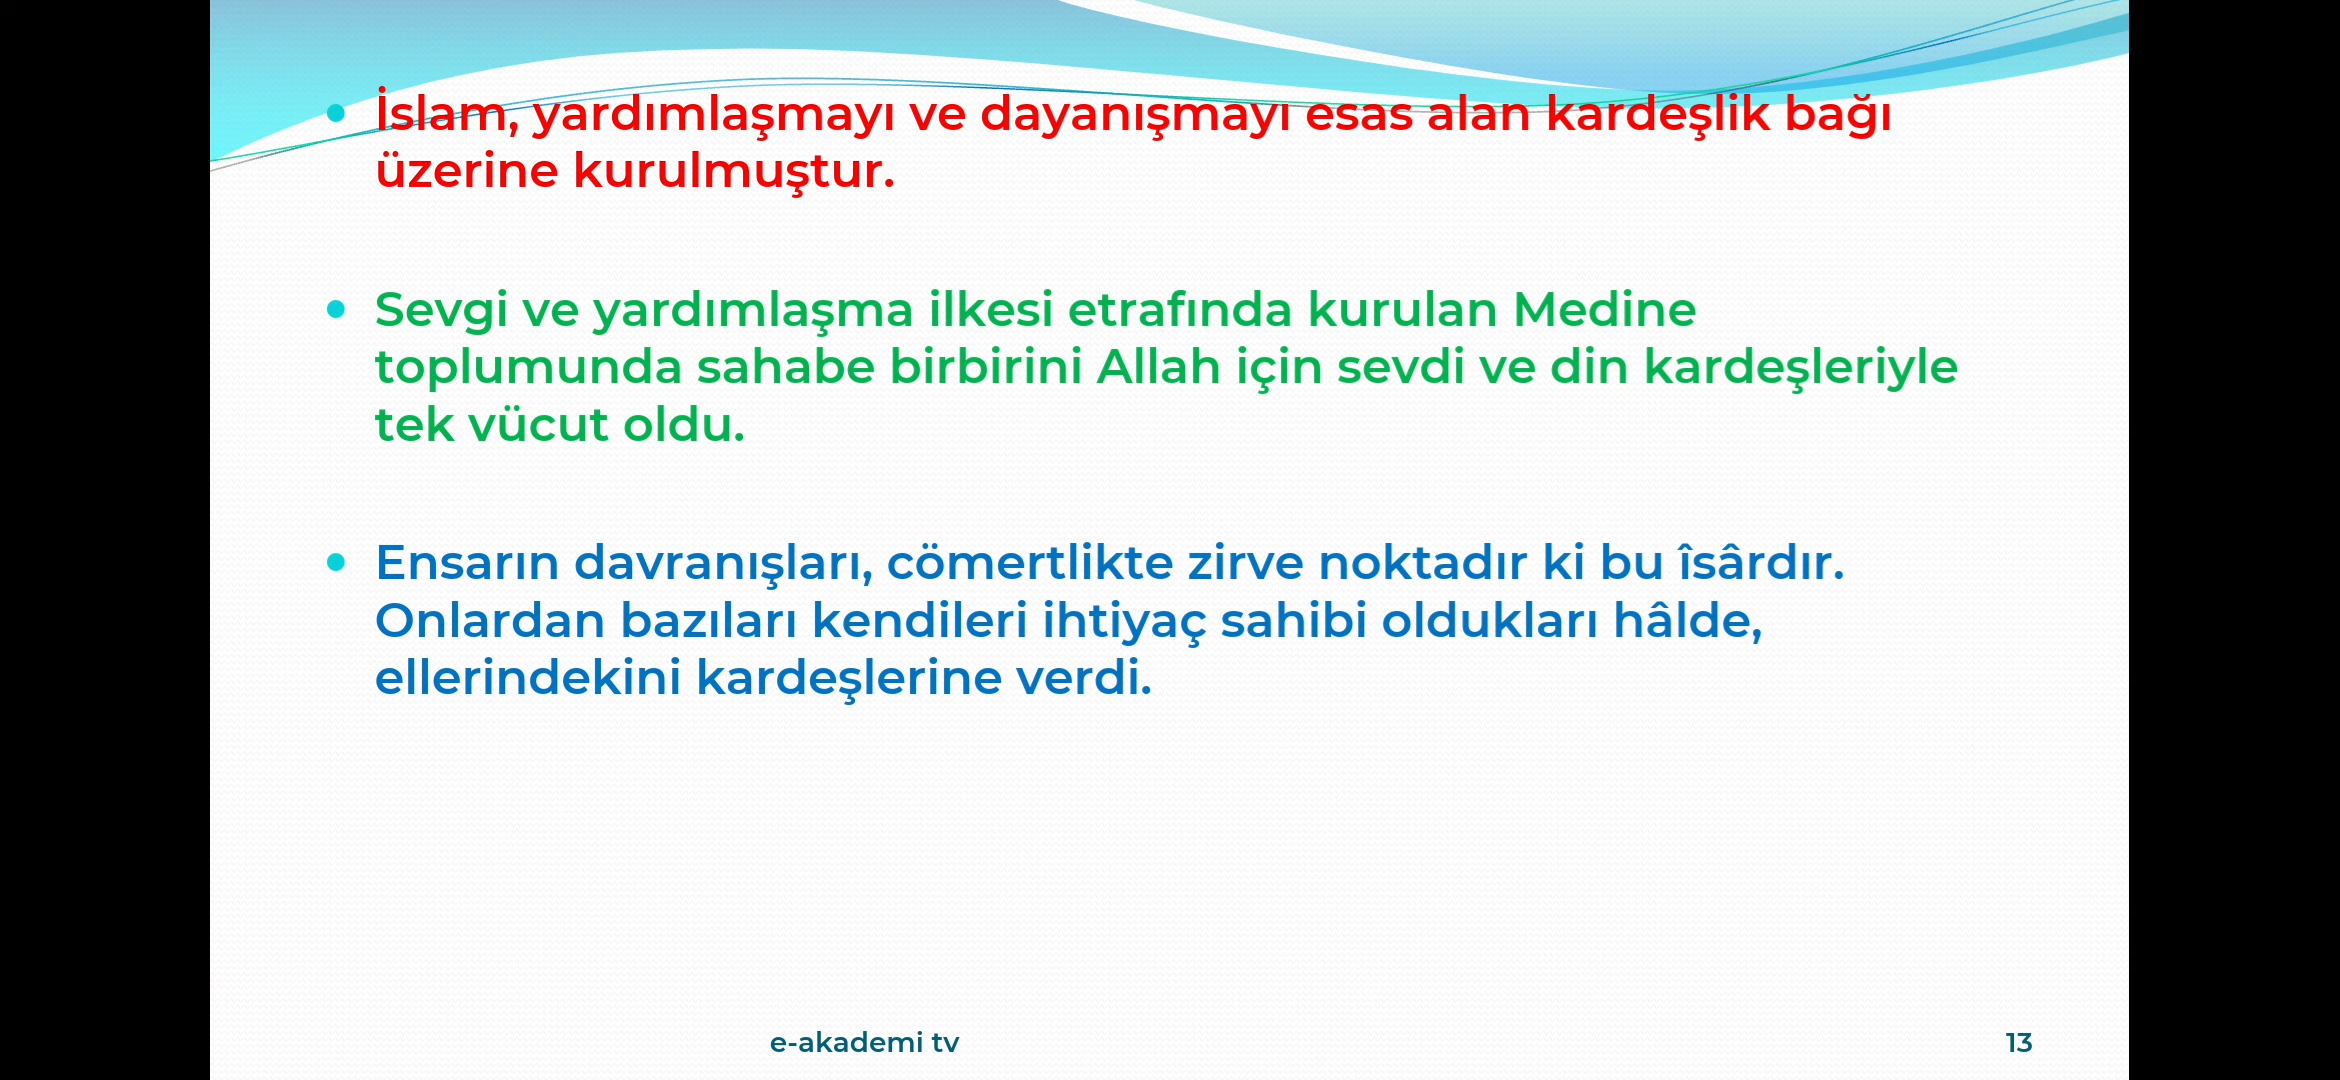 • İslam, yardımlaşmayı ve dayanışmayı esas alan kardeşlik bağı
üzerine kurulmuştur.
• Sevgi ve yardımlaşma ilkesi etrafında kurulan Medine
toplumunda sahabe birbirini Allah için sevdi ve din kardeşleriyle
tek vücut oldu.
• Ensarın davranışları, cömertlikte zirve noktadır ki bu îsârdır.
Onlardan bazıları kendileri ihtiyaç sahibi oldukları hâlde,
ellerindekini kardeşlerine verdi.
e-akademi tv
13